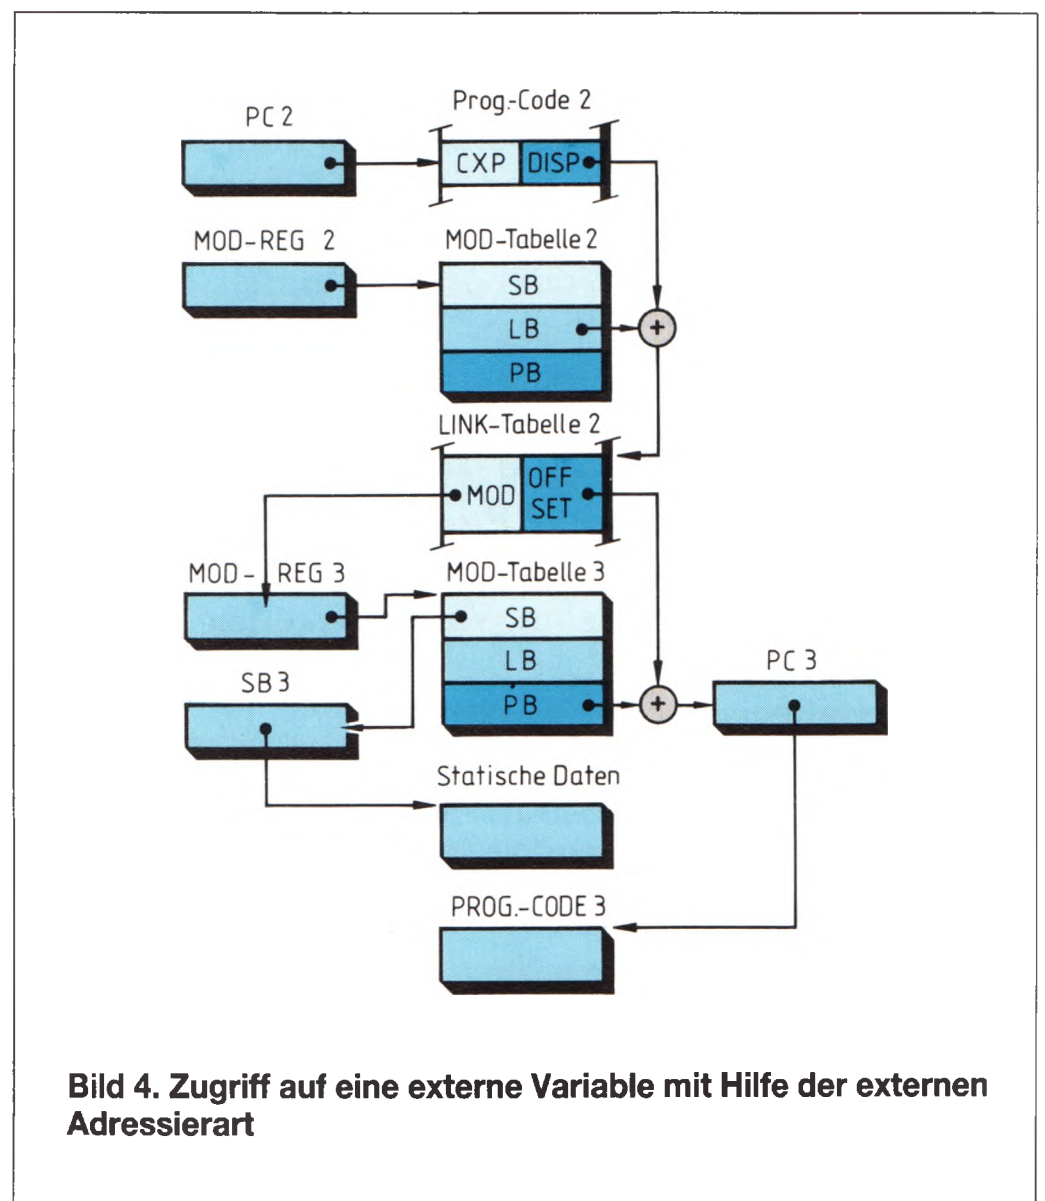 PC 2
Prog.-Code 2
CXP
DISP
MOD-REG 2
MOD-Tabelle 2
SB
LB
PB
+
LINK-Tabelle 2
MOD
OFF
SET
MOD- REG 3
MOD-Tabelle 3
SB
LB
PB
+
PC 3
SB 3
Statische Daten
PROG.-CODE 3
Bild 4. Zugriff auf eine externe Variable mit Hilfe der externen
Adressierart